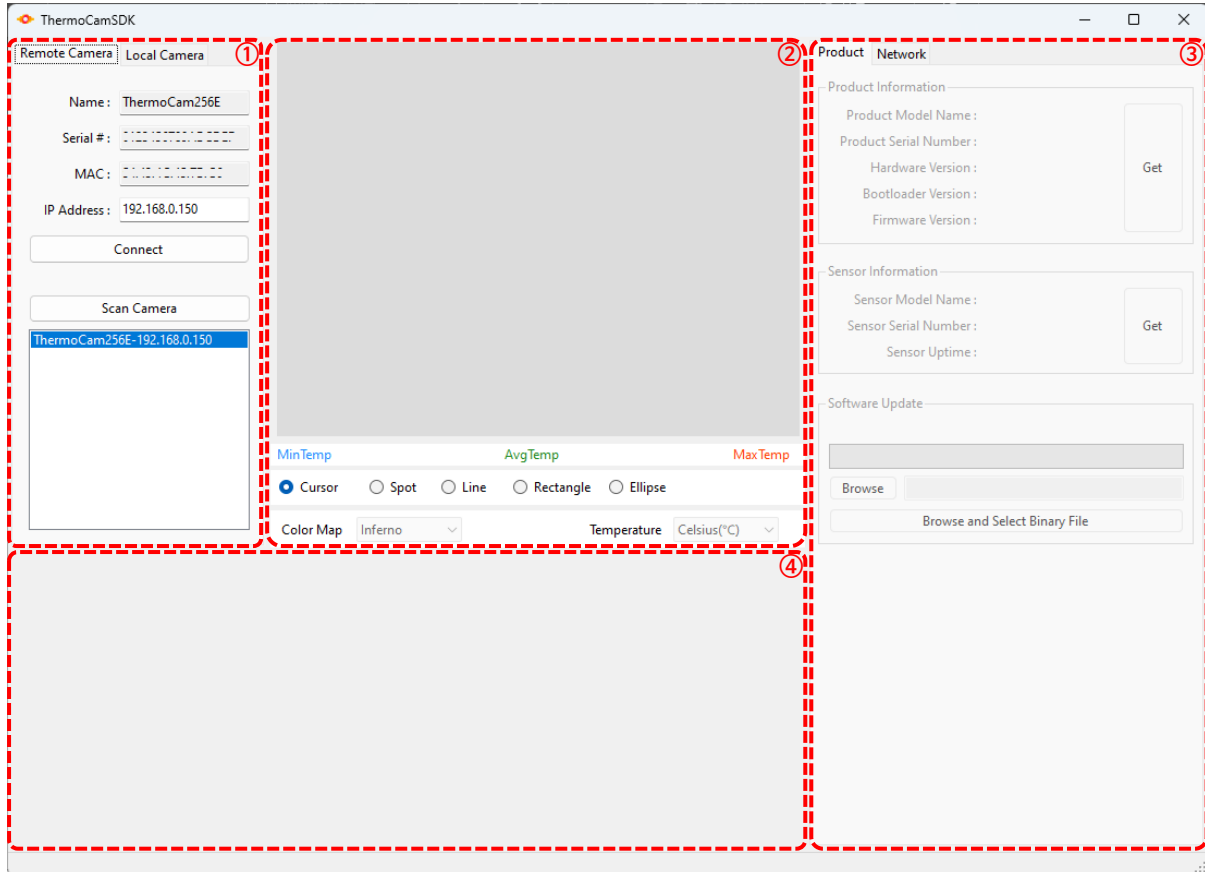 ThermoCamSDK
Remote Camera Local Camera ①
Name : ThermoCam256E
Serial # :
MAC :
IP Address : 192.168.0.150
Connect
Scan Camera
ThermoCam256E-192.168.0.150
②
MinTemp AvgTemp MaxTemp
Cursor Spot Line Rectangle Ellipse
Color Map Inferno Temperature Celsius(°C)
Product Network ③
Product Information
Product Model Name :
Product Serial Number :
Hardware Version :
Bootloader Version :
Firmware Version :
Get
Sensor Information
Sensor Model Name :
Sensor Serial Number :
Sensor Uptime :
Get
Software Update
Browse
Browse and Select Binary File
④